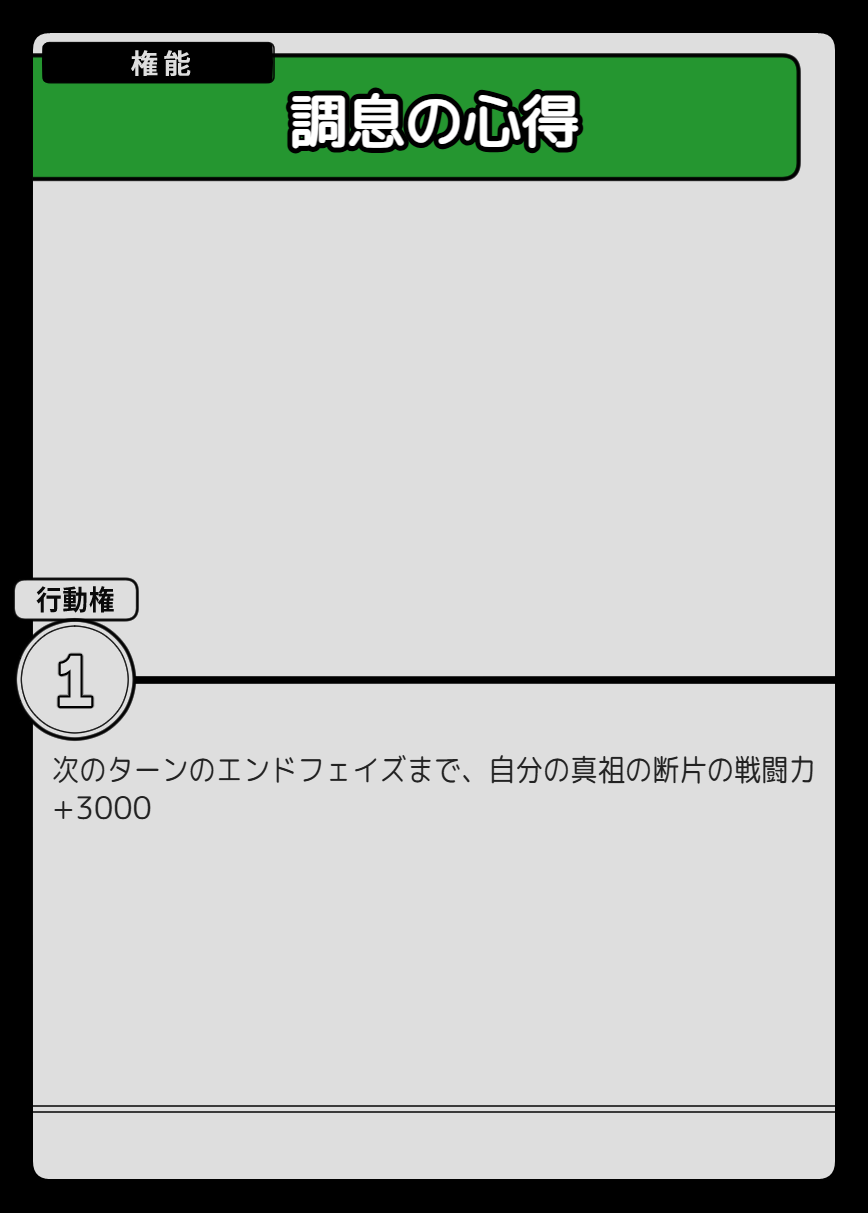 権能
調息の心得
行動権
1
次のターンのエンドフェイズまで、自分の真祖の断片の戦闘力
+3000